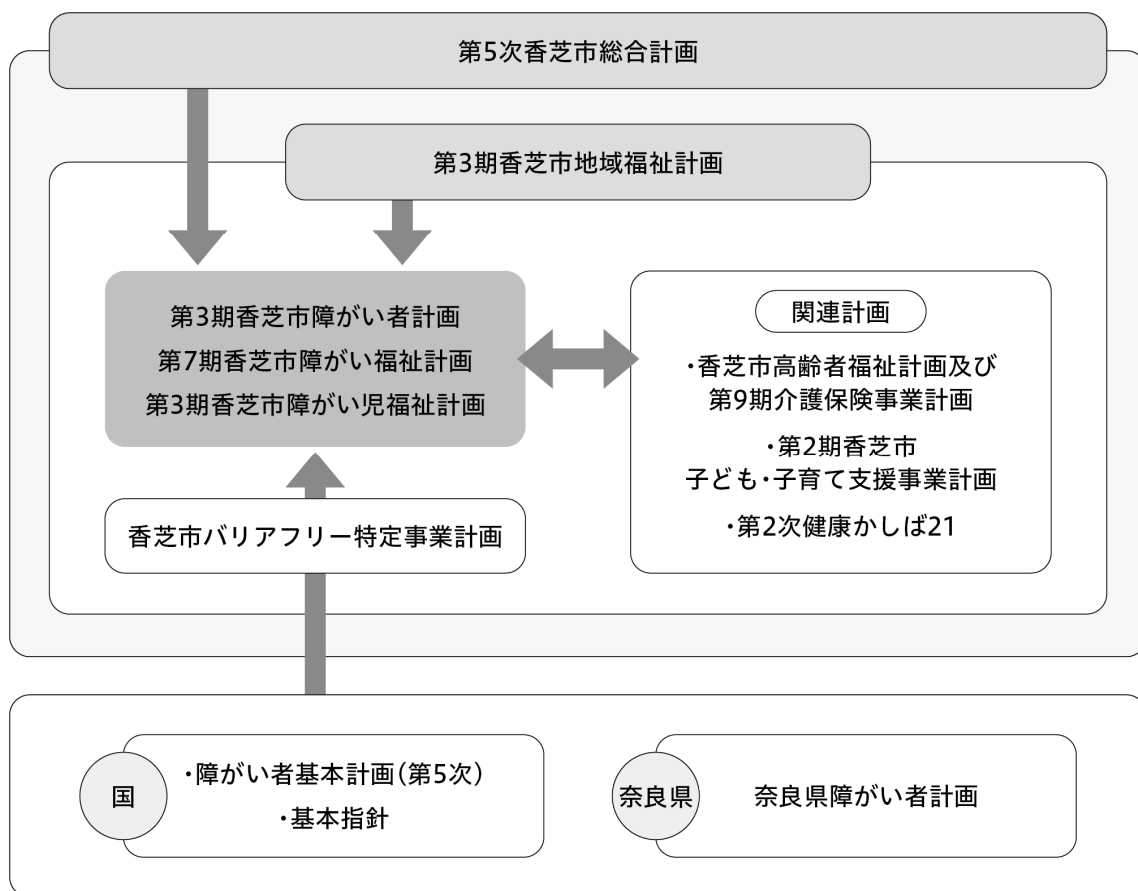 第5次香芝市総合計画
第3期香芝市地域福祉計画
第3期香芝市障がい者計画
第7期香芝市障がい福祉計画
第3期香芝市障がい児福祉計画
関連計画
・香芝市高齢者福祉計画及び
第9期介護保険事業計画
・第2期香芝市
子ども・子育て支援事業計画
・第2次健康かしば21
香芝市バリアフリー特定事業計画
国
・障がい者基本計画(第5次)
・基本指針
奈良県
奈良県障がい者計画